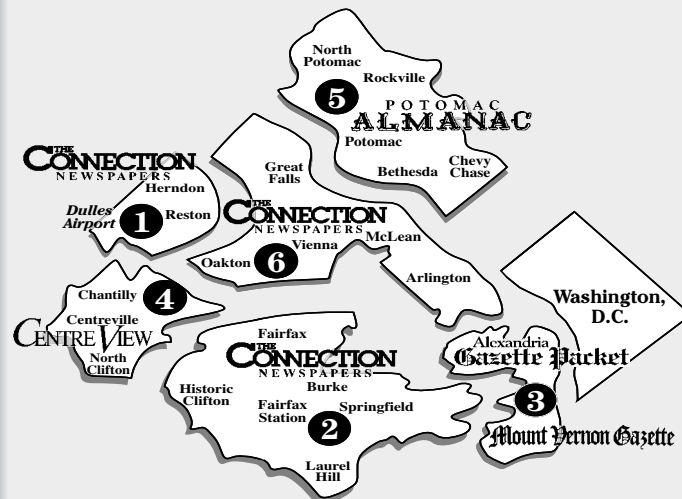 North
Potomac
Rockville
5
POTOMAC
ALMANAC
Potomac
Bethesda
Chevy
Chase
THE
CONNECTION
NEWSPAPERS
Herndon
Dulles
Airport
1
Reston
Great
Falls
THE
CONNECTION
NEWSPAPERS
Vienna
McLean
Oakton
6
Arlington
Chantilly
4
Centreville
CENTRE VIEW
North
Clifton
Washington,
D.C.
Fairfax
THE
CONNECTION
NEWSPAPERS
Burke
Historic
Clifton
Fairfax
Station
Springfield
2
Laurel
Hill
Alexandria
Gazette Packet
3
Mount Vernon Gazette